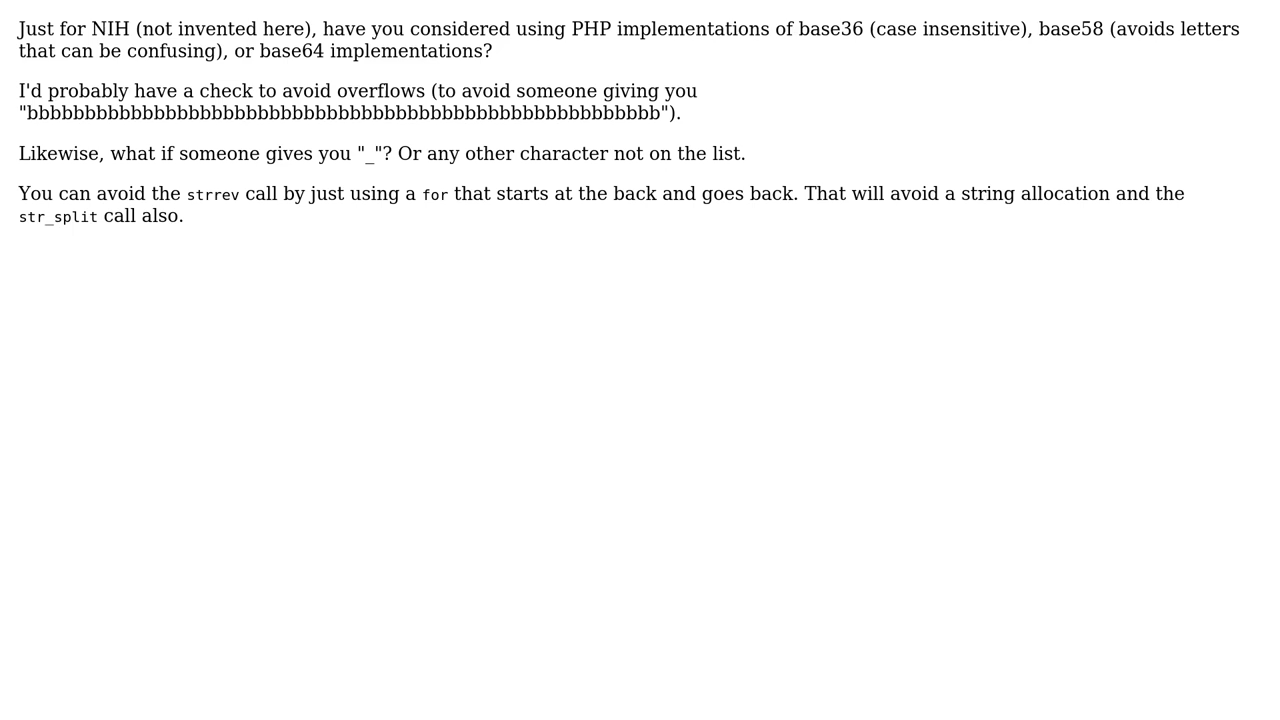 Just for NIH (not invented here), have you considered using PHP implementations of base36 (case insensitive), base58 (avoids letters
that can be confusing), or base64 implementations?
I'd probably have a check to avoid overflows (to avoid someone giving you
"bbbbbbbbbbbbbbbbbbbbbbbbbbbbbbbbbbbbbbbbbbbbbbbbbbbbbbb").
Likewise, what if someone gives you "_"? Or any other character not on the list.
You can avoid the strrev call by just using a for that starts at the back and goes back. That will avoid a string allocation and the
str_split call also.